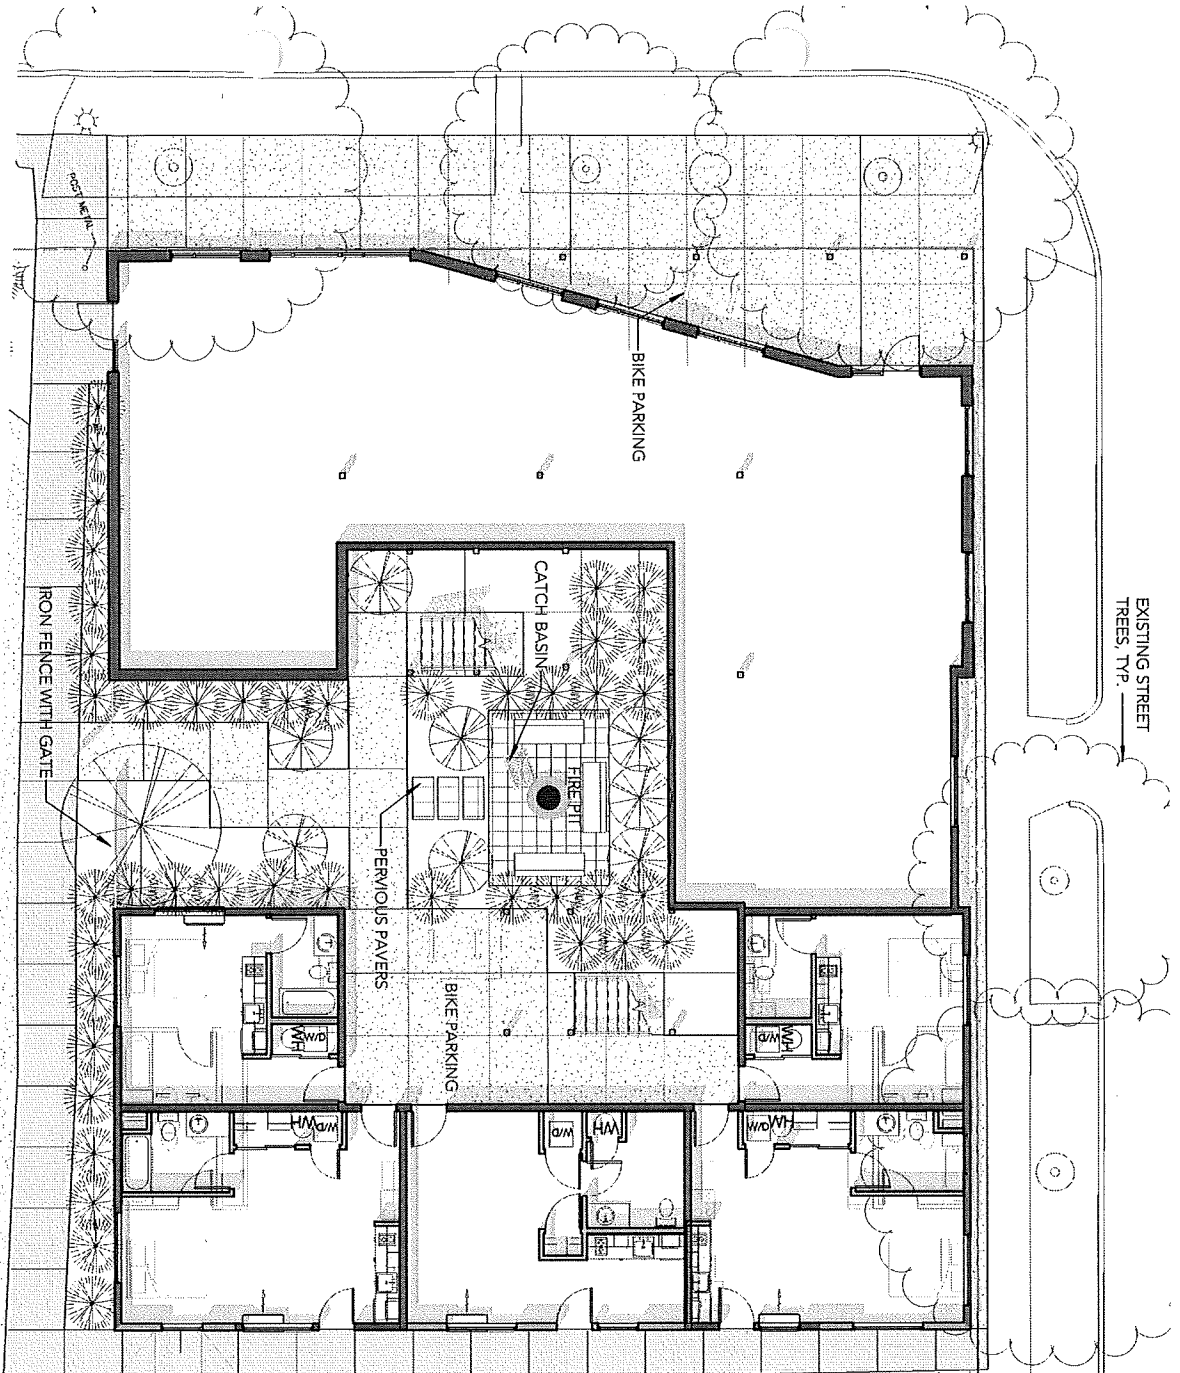 POST METAL
BIKE PARKING
EXISTING STREET
TREES, TYP.
CATCH BASIN
IRON FENCE WITH GATE
FIRE PIT
PERVIOUS PAVERS
BIKE PARKING
WH
W/D
WH
W/D
WH
W/D
W/D
WH
WH
W/D